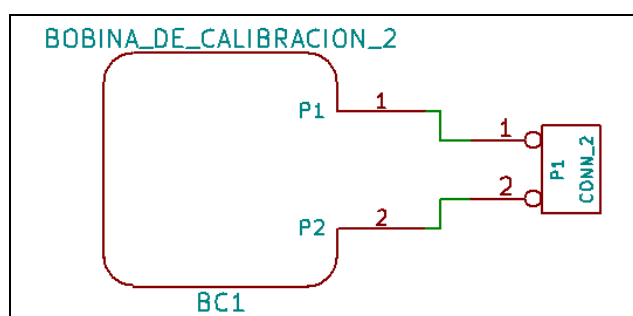 BOBINA_DE_CALIBRACION_2
P1
1
1
P1
CONN_2
2
P2
2
BC1